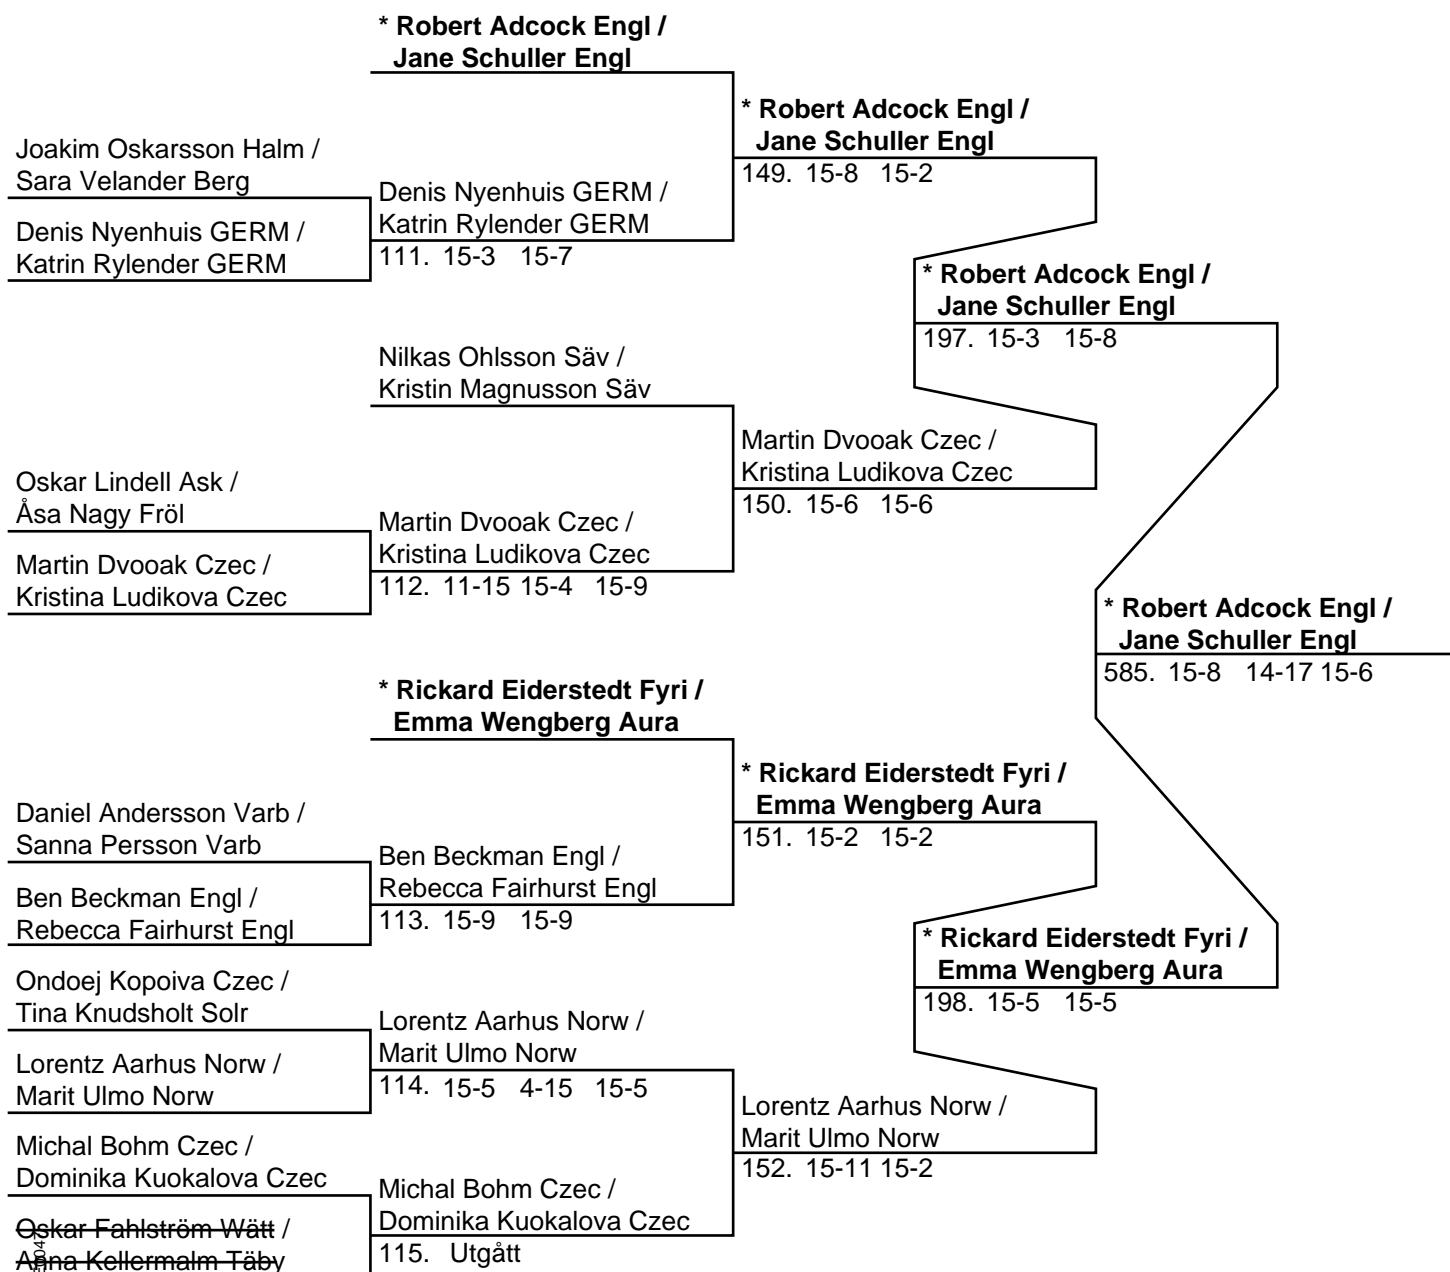 * Robert Adcock Engl /
Jane Schuller Engl
* Robert Adcock Engl /
Jane Schuller Engl
149. 15-8 15-2
Joakim Oskarsson Halm /
Sara Velander Berg
Denis Nyenhuis GERM /
Katrin Rylender GERM
111. 15-3 15-7
Denis Nyenhuis GERM /
Katrin Rylender GERM
* Robert Adcock Engl /
Jane Schuller Engl
197. 15-3 15-8
Nilkas Ohlsson Säv /
Kristin Magnusson Säv
Martin Dvooak Czec /
Kristina Ludikova Czec
150. 15-6 15-6
Oskar Lindell Ask /
Åsa Nagy Fröl
Martin Dvooak Czec /
Kristina Ludikova Czec
112. 11-15 15-4 15-9
Martin Dvooak Czec /
Kristina Ludikova Czec
* Robert Adcock Engl /
Jane Schuller Engl
585. 15-8 14-17 15-6
* Rickard Eiderstedt Fyri /
Emma Wengberg Aura
* Rickard Eiderstedt Fyri /
Emma Wengberg Aura
151. 15-2 15-2
Daniel Andersson Varb /
Sanna Persson Varb
Ben Beckman Engl /
Rebecca Fairhurst Engl
113. 15-9 15-9
Ben Beckman Engl /
Rebecca Fairhurst Engl
* Rickard Eiderstedt Fyri /
Emma Wengberg Aura
198. 15-5 15-5
Ondoej Kopoiva Czec /
Tina Knudsholt Solr
Lorentz Aarhus Norw /
Marit Ulmo Norw
114. 15-5 4-15 15-5
Lorentz Aarhus Norw /
Marit Ulmo Norw
Lorentz Aarhus Norw /
Marit Ulmo Norw
152. 15-11 15-2
Michal Bohm Czec /
Dominika Kuokalova Czec
Michal Bohm Czec /
Dominika Kuokalova Czec
115. Utgått
Oskar Fahlström Wätt /
Anna Kellermalm Täby